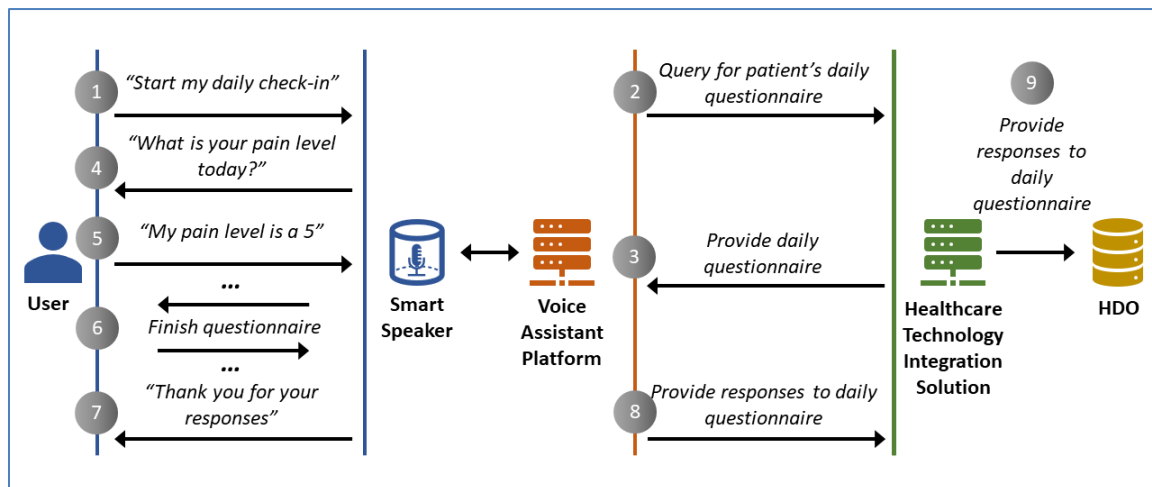 1
“Start my daily check-in”
4
“What is your pain level
today?”
5
“My pain level is a 5”
...
6
Finish questionnaire
...
7
“Thank you for your
responses”
User
Smart
Speaker
Voice
Assistant
Platform
2
Query for patient’s daily
questionnaire
3
Provide daily
questionnaire
8
Provide responses to daily
questionnaire
Healthcare
Technology
Integration
Solution
9
Provide
responses to
daily
questionnaire
HDO